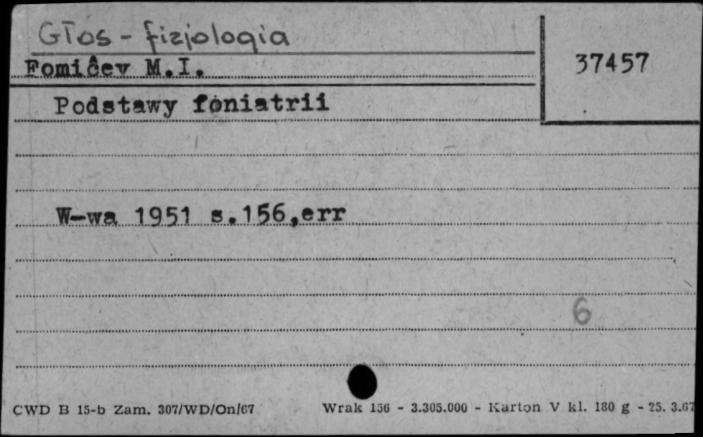 Głos - fizjologia
Fomičev M.I.
37457
Podstawy foniatrii
W-wa 1951 s.156,err
6
CWD B 15-b Zam. 307/WD/On/67
Wrak 136 - 3.305.000 - Karton V kl. 180 g - 25. 3.67